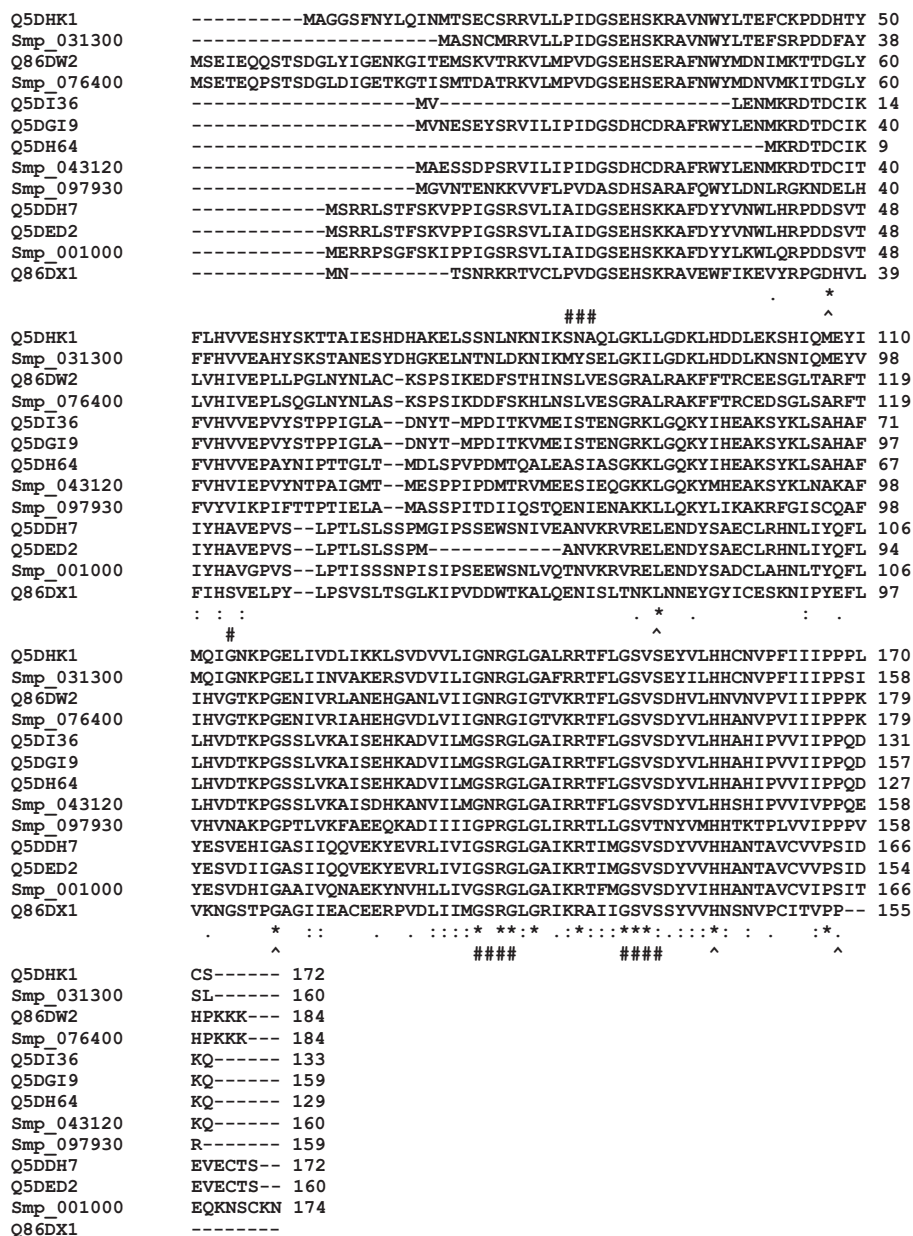 Q5DHK1 ----------MAGGSFNYLQINMTSECSRRVLLPIDGSEHSKRAVNWYLTEFCKPDDHTY 50
Smp_031300 ----------------------MASNCMRRVLLPIDGSEHSKRAVNWYLTEFSRPDDFAY 38
Q86DW2 MSEIEQQSTSDGLYIGENKGITEMSKVTRKVLMPVDGSEHSERAFNWYMDNIMKTTDGLY 60
Smp_076400 MSETEQPSTSDGLDIGETKGTISMTDATRKVLMPVDGSEHSERAFNWYMDNVMKITDGLY 60
Q5DI36 --------------------MV--------------------------LENMKRDTDCIK 14
Q5DGI9 --------------------MVNESEYSRVILIPIDGSDHCDRAFRWYLENMKRDTDCIK 40
Q5DH64 ---------------------------------------------------MKRDTDCIK 9
Smp_043120 --------------------MAESSDPSRVILIPIDGSDHCDRAFRWYLENMKRDTDCIT 40
Smp_097930 --------------------MGVNTENKKVVFLPVDASDHSARAFQWYLDNLRGKNDELH 40
Q5DDH7 ------------MSRRLSTFSKVPPIGSRSVLIAIDGSEHSKKAFDYYVNWLHRPDDSVT 48
Q5DED2 ------------MSRRLSTFSKVPPIGSRSVLIAIDGSEHSKKAFDYYVNWLHRPDDSVT 48
Smp_001000 ------------MERRPSGFSKIPPIGSRSVLIAIDGSEHSKKAFDYYLKWLQRPDDSVT 48
Q86DX1 ------------MN---------TSNRKRTVCLPVDGSEHSKRAVEWFIKEVYRPGDHVL 39
. *
### ^
Q5DHK1 FLHVVESHYSKTTAIESHDHAKELSSNLNKNIKSNAQLGKLLGDKLHDDLEKSHIQMEYI 110
Smp_031300 FFHVVEAHYSKSTANESYDHGKELNTNLDKNIKMYSELGKILGDKLHDDLKNSNIQMEYV 98
Q86DW2 LVHIVEPLLPGLNYNLAC-KSPSIKEDFSTHINSLVESGRALRAKFFTRCEESGLTARFT 119
Smp_076400 LVHIVEPLSQGLNYNLAS-KSPSIKDDFSKHLNSLVESGRALRAKFFTRCEDSGLSARFT 119
Q5DI36 FVHVVEPVYSTPPIGLA--DNYT-MPDITKVMEISTENGRKLGQKYIHEAKSYKLSAHAF 71
Q5DGI9 FVHVVEPVYSTPPIGLA--DNYT-MPDITKVMEISTENGRKLGQKYIHEAKSYKLSAHAF 97
Q5DH64 FVHVVEPAYNIPTTGLT--MDLSPVPDMTQALEASIASGKKLGQKYIHEAKSYKLSAHAF 67
Smp_043120 FVHVIEPVYNTPAIGMT--MESPPIPDMTRVMEESIEQGKKLGQKYMHEAKSYKLNAKAF 98
Smp_097930 FVYVIKPIFTTPTIELA--MASSPITDIIQSTQENIENAKKLLQKYLIKAKRFGISCQAF 98
Q5DDH7 IYHAVEPVS--LPTLSLSSPMGIPSSEWSNIVEANVKRVRELENDYSAECLRHNLIYQFL 106
Q5DED2 IYHAVEPVS--LPTLSLSSPM------------ANVKRVRELENDYSAECLRHNLIYQFL 94
Smp_001000 IYHAVGPVS--LPTISSSNPISIPSEEWSNLVQTNVKRVRELENDYSADCLAHNLTYQFL 106
Q86DX1 FIHSVELPY--LPSVSLTSGLKIPVDDWTKALQENISLTNKLNNEYGYICESKNIPYEFL 97
: : : . * . : .
# ^
Q5DHK1 MQIGNKPGELIVDLIKKLSVDVVLIGNRGLGALRRTFLGSVSEYVLHHCNVPFIIIPPPL 170
Smp_031300 MQIGNKPGELIINVAKERSVDVILIGNRGLGAFRRTFLGSVSEYILHHCNVPFIIIPPSI 158
Q86DW2 IHVGTKPGENIVRLANEHGANLVIIGNRGIGTVKRTFLGSVSDHVLHNVNVPVIIIPPPK 179
Smp_076400 IHVGTKPGENIVRIAHEHGVDLVIIGNRGIGTVKRTFLGSVSDYVLHHANVPVIIIPPPK 179
Q5DI36 LHVDTKPGSSLVKAISEHKADVILMGSRGLGAIRRTFLGSVSDYVLHHAHIPVVIIPPQD 131
Q5DGI9 LHVDTKPGSSLVKAISEHKADVILMGSRGLGAIRRTFLGSVSDYVLHHAHIPVVIIPPQD 157
Q5DH64 LHVDTKPGSSLVKAISEHKADVILMGSRGLGAIRRTFLGSVSDYVLHHAHIPVVIIPPQD 127
Smp_043120 LHVDTKPGSSLVKAISDHKANVILMGNRGLGAIRRTFLGSVSDYVLHHSHIPVVIVPPQE 158
Smp_097930 VHVNAKPGPTLVKFAEEQKADIIIIGPRGLGLIRRTLLGSVTNYVMHHTKTPLVVIPPPV 158
Q5DDH7 YESVEHIGASIIQQVEKYEVRLIVIGSRGLGAIKRTIMGSVSDYVVHHANTAVCVVPSID 166
Q5DED2 YESVDIIGASIIQQVEKYEVRLIVIGSRGLGAIKRTIMGSVSDYVVHHANTAVCVVPSID 154
Smp_001000 YESVDHIGAAIVQNAEKYNVHLLIVGSRGLGAIKRTFMGSVSDYVIHHANTAVCVIPSIT 166
Q86DX1 VKNGSTPGAGIIEACEERPVDLIIMGSRGLGRIKRAIIGSVSSYVVHNSNVPCITVPP-- 155
. * :: . . ::::* **:* .:*:::***:.:::*: : . :*.
^ #### #### ^ ^
Q5DHK1 CS------ 172
Smp_031300 SL------ 160
Q86DW2 HPKKK--- 184
Smp_076400 HPKKK--- 184
Q5DI36 KQ------ 133
Q5DGI9 KQ------ 159
Q5DH64 KQ------ 129
Smp_043120 KQ------ 160
Smp_097930 R------- 159
Q5DDH7 EVECTS-- 172
Q5DED2 EVECTS-- 160
Smp_001000 EQKNSCKN 174
Q86DX1 --------